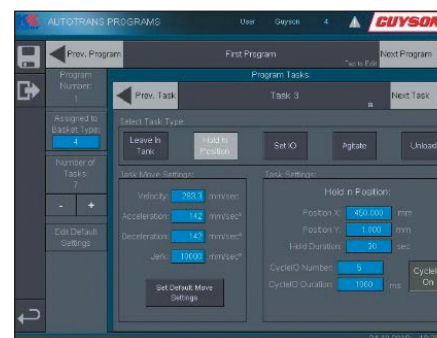 AUTOTRANS PROGRAMS User Guyson 4 GUYSON
Prev. Program First Program Next Program
Tap to Edit
Program Number: 1
Program Tasks:
Prev. Task Task 3 Next Task
Assigned to Basket Type: 4
Select Task Type:
Leave In Tank
Hold In Position
Set IO
Agitate
Unload
Number of Tasks: 7
- +
Edit Default Settings
Task Move Settings:
Velocity: 283.3 mm/sec
Acceleration: 142 mm/sec²
Deceleration: 142 mm/sec²
Jerk: 10000 mm/sec³
Set Default Move Settings
Task Settings:
Hold in Position:
Position X: 450.000 mm
Position Y: 1.000 mm
Hold Duration: 30 sec
CycleIO Number: 5
CycleIO Duration: 1000 ms
On